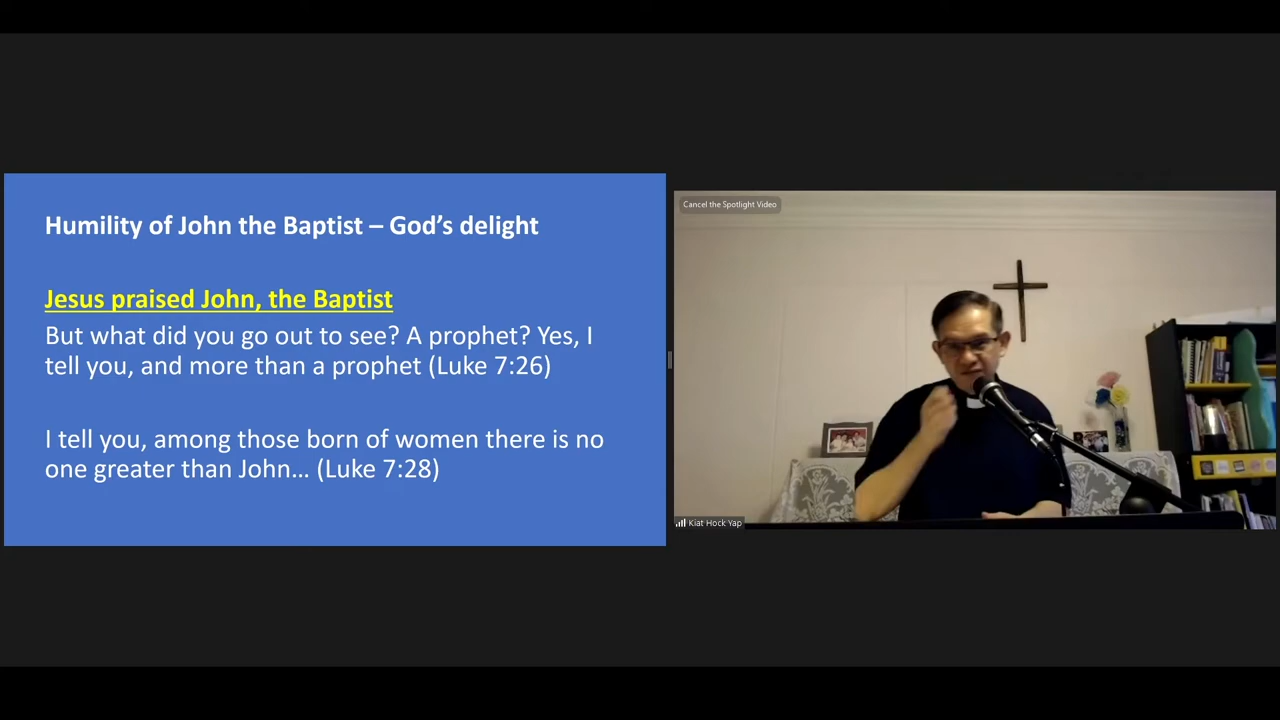 Humility of John the Baptist – God's delight
Jesus praised John, the Baptist
But what did you go out to see? A prophet? Yes, I
tell you, and more than a prophet (Luke 7:26)
I tell you, among those born of women there is no
one greater than John… (Luke 7:28)
Cancel the Spotlight Video
Kiat Hock Yap